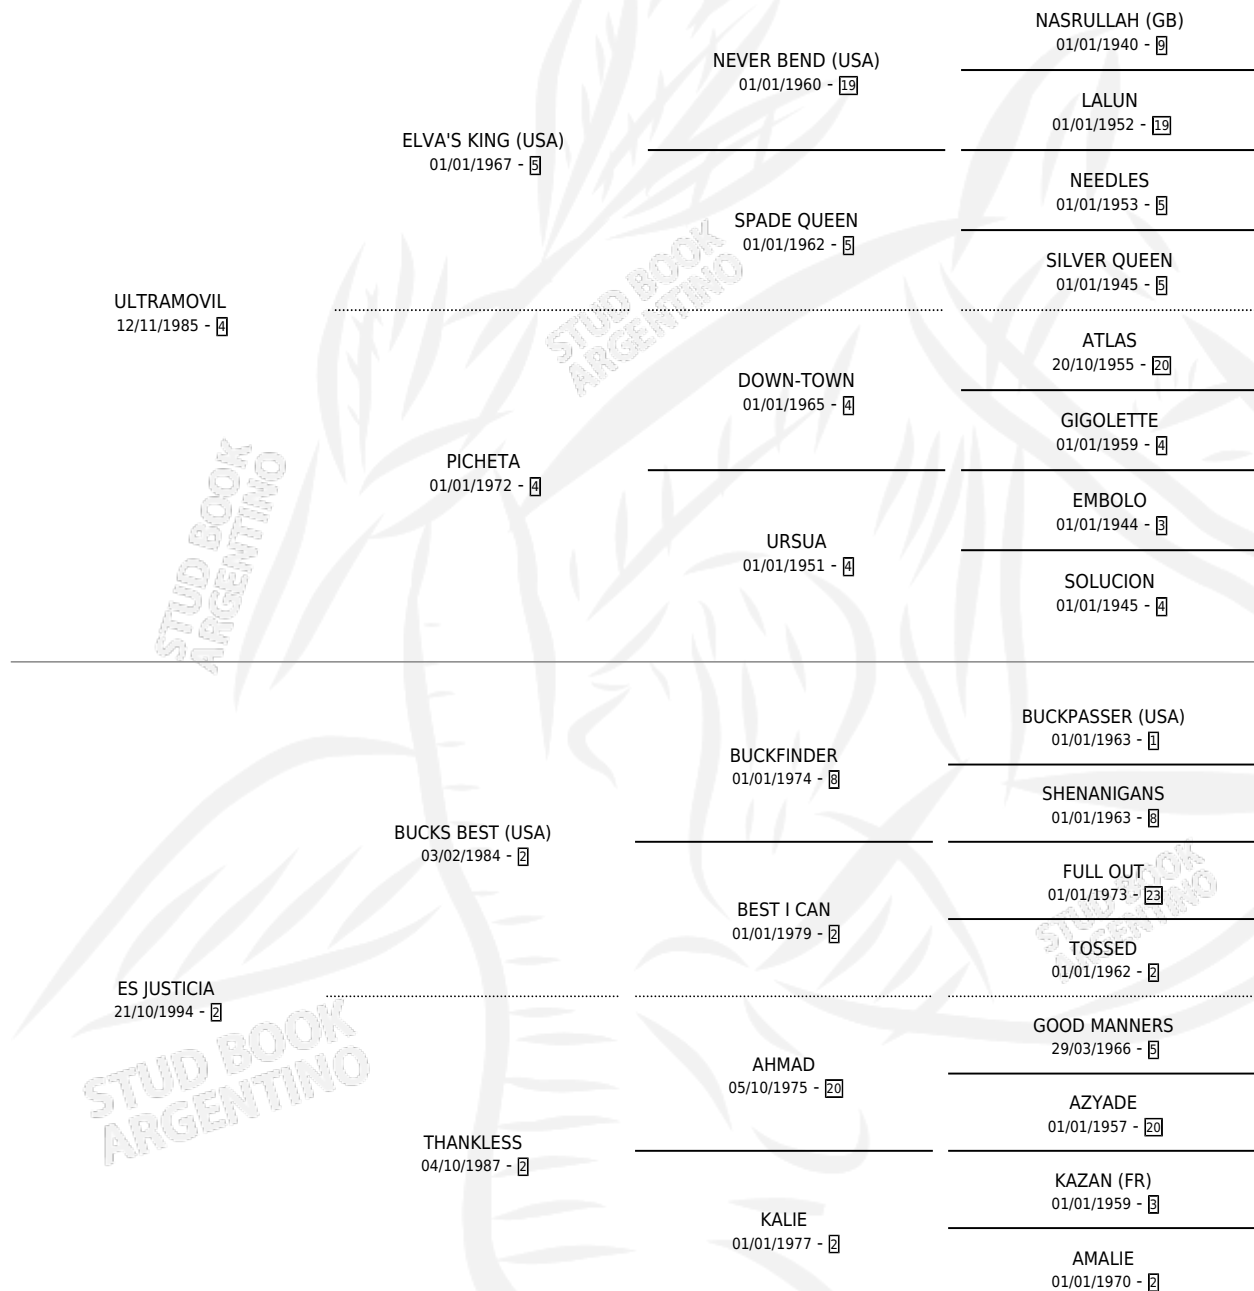 NASRULLAH (GB)
01/01/1940 - 9
NEVER BEND (USA)
01/01/1960 - 19
LALUN
01/01/1952 - 19
ELVA'S KING (USA)
01/01/1967 - 5
NEEDLES
01/01/1953 - 5
SPADE QUEEN
01/01/1962 - 5
SILVER QUEEN
01/01/1945 - 5
ULTRAMOVIL
12/11/1985 - 4
ATLAS
20/10/1955 - 20
DOWN-TOWN
01/01/1965 - 4
GIGOLETTE
01/01/1959 - 4
PICHETA
01/01/1972 - 4
EMBOLO
01/01/1944 - 3
URSUA
01/01/1951 - 4
SOLUCION
01/01/1945 - 4
BUCKPASSER (USA)
01/01/1963 - 1
BUCKFINDER
01/01/1974 - 8
SHENANIGANS
01/01/1963 - 8
BUCKS BEST (USA)
03/02/1984 - 2
FULL OUT
01/01/1973 - 23
BEST I CAN
01/01/1979 - 2
TOSSED
01/01/1962 - 2
ES JUSTICIA
21/10/1994 - 2
GOOD MANNERS
29/03/1966 - 5
AHMAD
05/10/1975 - 20
AZYADE
01/01/1957 - 20
THANKLESS
04/10/1987 - 2
KAZAN (FR)
01/01/1959 - 3
KALIE
01/01/1977 - 2
AMALIE
01/01/1970 - 2
STUD BOOK
ARGENTINO
STUD BOOK
ARGENTINO
STUD BOOK
ARGENTINO
STUD BOOK
ARGENTINO